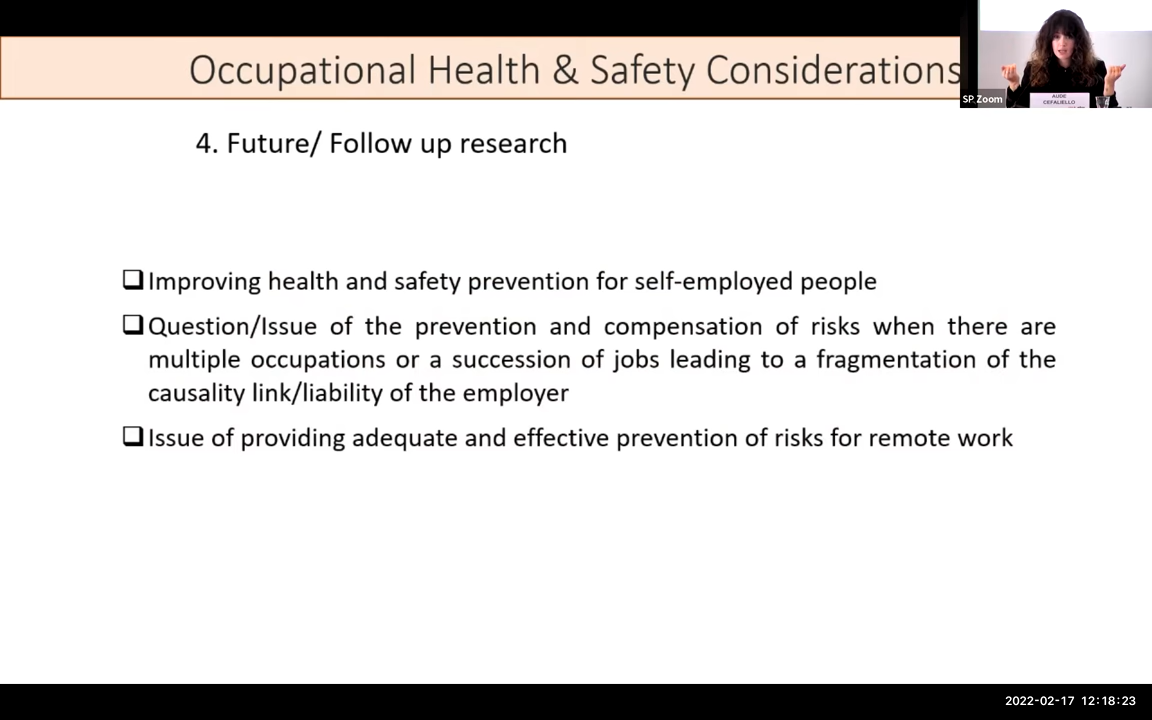 Occupational Health & Safety Considerations
SP Zoom
AUDE
CEFALIELLO
4. Future/ Follow up research
Improving health and safety prevention for self-employed people
Question/Issue of the prevention and compensation of risks when there are
multiple occupations or a succession of jobs leading to a fragmentation of the
causality link/liability of the employer
Issue of providing adequate and effective prevention of risks for remote work
2022-02-17 12:18:23